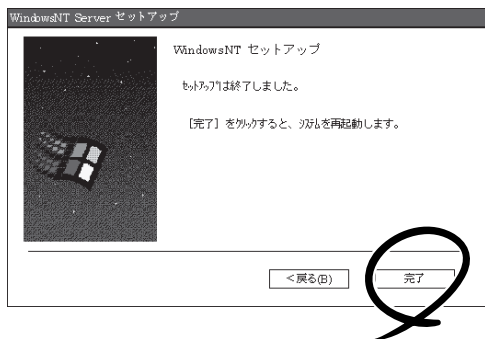 WindowsNT Server セットアップ
WindowsNT セットアップ
ｾｯﾄｱｯﾌﾟは終了しました。
［完了］をｸﾘｯｸすると、ｼｽﾃﾑを再起動します。
＜戻る(B)
完了